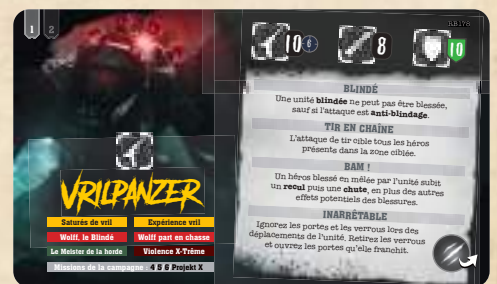 1 2
VRILPANZER
Saturés de vril
Expérience vril
Wolff, le Blindé
Wolff part en chasse
Le Meister de la horde
Violence X-Trême
Missions de la campagne : 4 5 6 Projekt X
10 6
8
10
BLINDÉ
Une unité blindée ne peut pas être blessée,
sauf si l'attaque est anti-blindage.
TIR EN CHAÎNE
L'attaque de tir cible tous les héros
présents dans la zone ciblée.
BAM !
Un héros blessé en mêlée par l'unité subit
un recul puis une chute, en plus des autres
effets potentiels des blessures.
INARRÊTABLE
Ignorez les portes et les verrous lors des
déplacements de l'unité. Retirez les verrous
et ouvrez les portes qu'elle franchit.